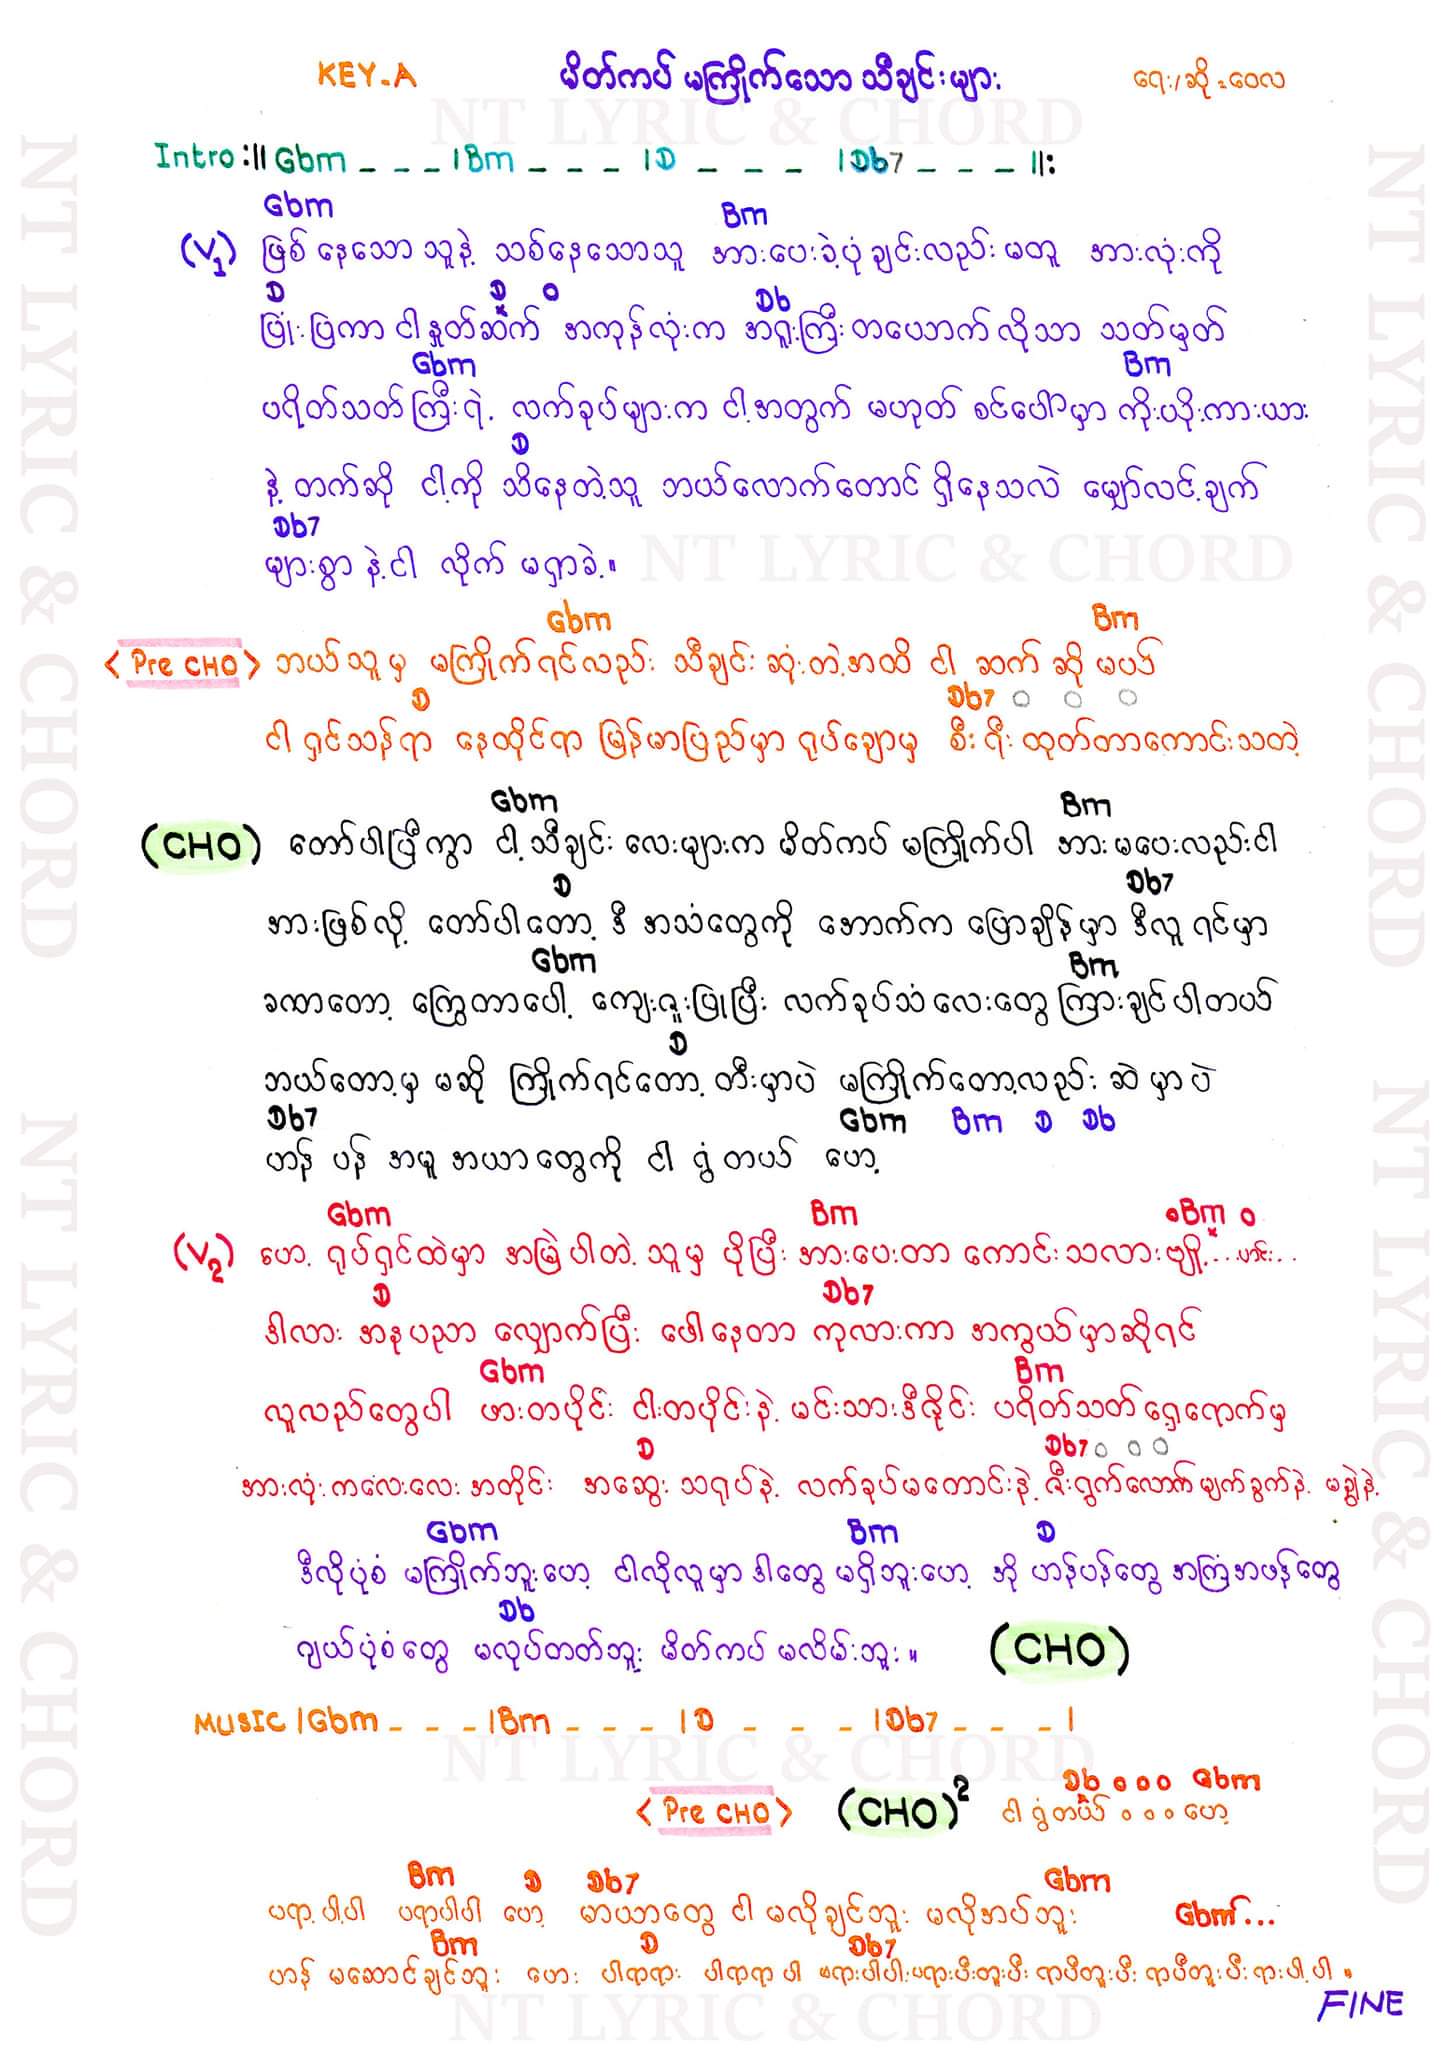 KEY-A မိတ်ကပ် မကြိုက်သော သီချင်းများ ရေး/ဆို = ဝေလ
Intro :|| Gbm _ _ _ | Bm _ _ _ | D _ _ _ | Db7 _ _ _ ||:
Gbm Bm
(V1) ဖြစ် နေသော သူနဲ့ သစ်နေသောသူ အားပေးခဲ့ပုံ ချင်းလည်း မတူ အားလုံးကို
D D o Db
ပြုံးပြကာ ငါ နှုတ်ဆက် အကုန်လုံးက အရူးကြီး တယောက် လိုသာ သတ်မှတ်
Gbm Bm
ပရိတ်သတ်ကြီးရဲ့ လက်ခုပ်များက ငါ့အတွက် မဟုတ် စင်ပေါ်မှာ ကိုးယိုးကားယား
D
နဲ့ တက်ဆို ငါ့ကို သိနေတဲ့သူ ဘယ်လောက်တောင် ရှိနေသလဲ မျှော်လင့်ချက်
Db7
များစွာ နဲ့ ငါ လိုက် မရှာခဲ့။
Gbm Bm
<Pre CHO> ဘယ်သူမှ မကြိုက်ရင်လည်း သီချင်း ဆုံးတဲ့အထိ ငါ ဆက် ဆို မယ်
D Db7 o o o
ငါ ရှင်သန်ရာ နေထိုင်ရာ မြန်မာပြည်မှာ ရုပ်ချောမှ စီးရီး ထုတ်တာကောင်းသတဲ့
Gbm Bm
(CHO) တော်ပါပြီကွာ ငါ့သီချင်း လေးများက မိတ်ကပ် မကြိုက်ပါ အားမပေးလည်းငါ
D Db7
အားဖြစ်လို့ တော်ပါတော့ ဒီ အသံတွေကို အောက်က ပြောချိန်မှာ ဒီလူ ရင်မှာ
Gbm Bm
ခဏတော့ ကြွေတာပေါ့ ကျေးဇူးပြုပြီး လက်ခုပ်သံ လေးတွေ ကြားချင်ပါတယ်
D
ဘယ်တော့မှ မဆို ကြိုက်ရင်တော့ တီးမှာပဲ မကြိုက်တော့လည်း ဆဲမှာပဲ
Db7 Gbm Bm D Db
ဟန် ပန် အမူ အယာတွေကို ငါ ရွံ့တယ် ဟေ့
Gbm Bm oBm o
(V2) ဟေ့ ရုပ်ရှင်ထဲမှာ အမြဲပါတဲ့သူမှ ပိုပြီး အားပေးတာ ကောင်းသလားဗျို့...ဟင်း...
D Db7
ဒါလား အနုပညာ လျှောက်ပြီး ဖေါ်နေတာ ကုလားကာ အကွယ်မှာဆိုရင်
Gbm Bm
လူလည်တွေပါ ဖားတပိုင်း ငါးတပိုင်းနဲ့ မင်းသားဒီဇိုင်း ပရိတ်သတ်ရှေ့ရောက်မှ
D Db7 o o o
အားလုံး ကလေးလေး အတိုင်း အဆွေး သရုပ်နဲ့ လက်ခုပ်မကောင်းနဲ့ ဇီးရွက်လောက် မျက်ခွက်နဲ့ မနွဲ့နဲ့
Gbm Bm D
ဒီလိုပုံစံ မကြိုက်ဘူးဟေ့ ငါလိုလူမှာ ဒါတွေ မရှိဘူးဟေ့ အို ဟန်ပန်တွေ အကြံအဖန်တွေ
Db
ဂျယ်ပုံစံတွေ မလုပ်တတ်ဘူး မိတ်ကပ် မလိမ်းဘူး။ (CHO)
MUSIC | Gbm _ _ _ | Bm _ _ _ | D _ _ _ | Db7 _ _ _ |
Db o o o Gbm
<Pre CHO> (CHO)2 ငါ ရွံ့တယ် o o o ဟေ့
Bm D Db7 Gbm
ပရာ့ပါ့ပါ ပရာပါပါ ဟေ့ မာယာတွေ ငါ မလိုချင်ဘူး မလိုအပ်ဘူး Gbm...
Bm D Db7
ဟန် မဆောင်ချင်ဘူး ဟေး ပါရာရား ပါရာရာ ပါ
FINE
NT LYRIC & CHORD
NT LYRIC & CHORD
NT LYRIC & CHORD
NT LYRIC & CHORD
NT LYRIC & CHORD
NT LYRIC & CHORD
NT LYRIC & CHORD
NT LYRIC & CHORD